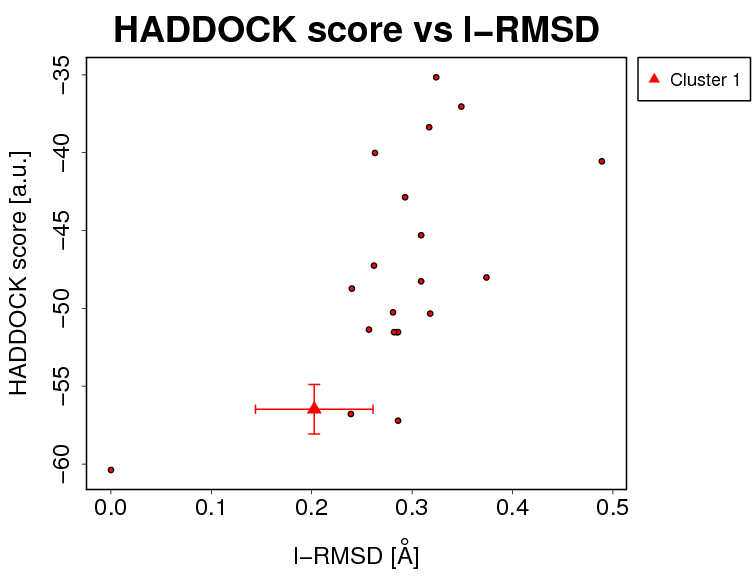 HADDOCK score vs l−RMSD
Cluster 1
HADDOCK score [a.u.]
−35
−40
−45
−50
−55
−60
0.0 0.1 0.2 0.3 0.4 0.5
l−RMSD [Å]